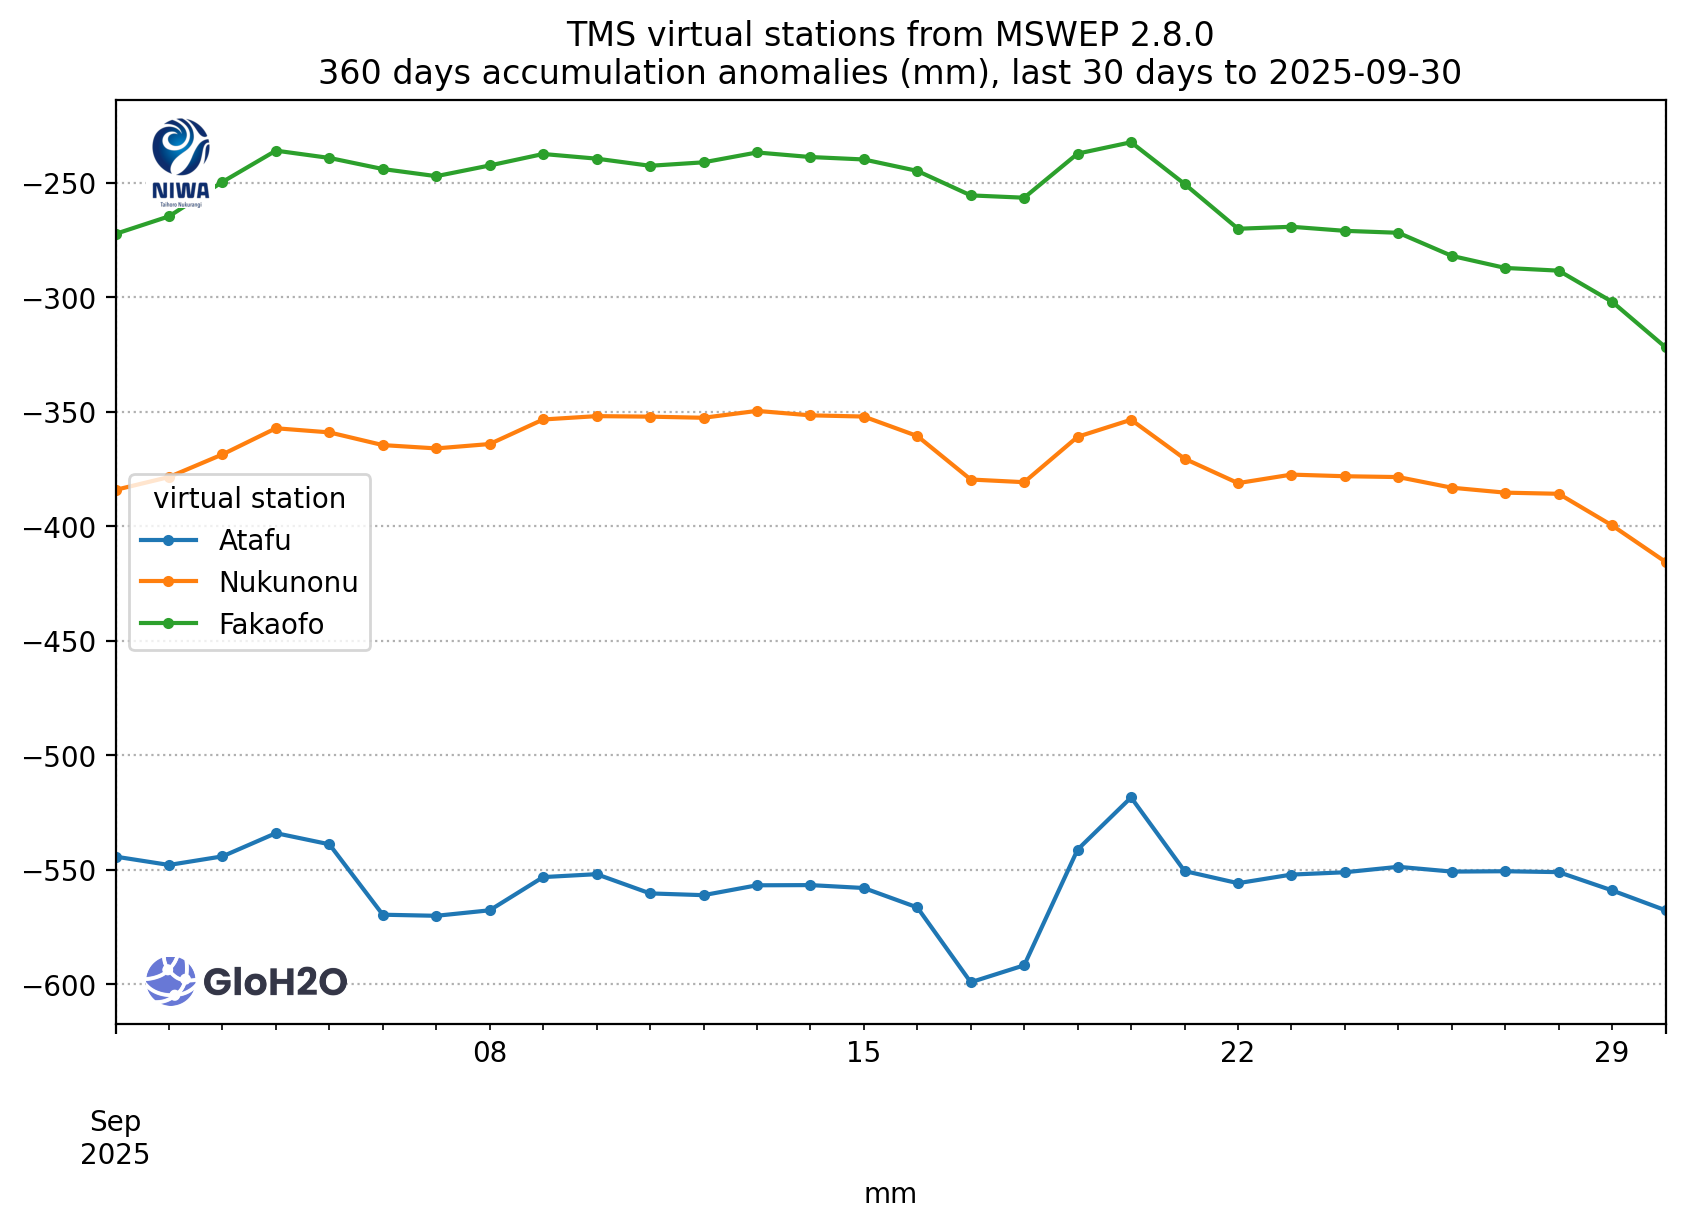 TMS virtual stations from MSWEP 2.8.0
360 days accumulation anomalies (mm), last 30 days to 2025-09-30
NIWA
Taihoro Nukurangi
−250
−300
−350
−400
−450
−500
−550
−600
virtual station
Atafu
Nukunonu
Fakaofo
GloH2O
08
15
22
29
Sep
2025
mm